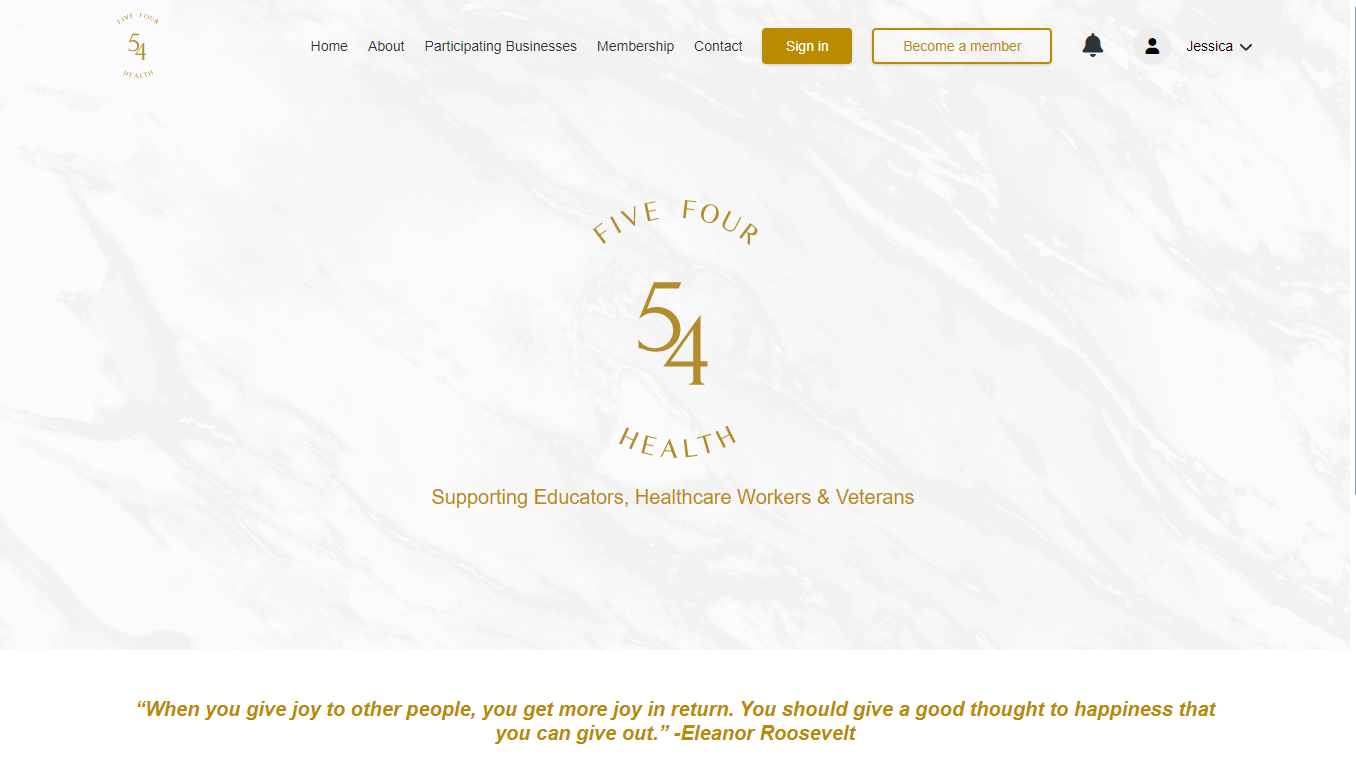 FIVE FOUR
54
HEALTH
Home About Participating Businesses Membership Contact Sign in Become a member Jessica
FIVE FOUR
54
HEALTH
Supporting Educators, Healthcare Workers & Veterans
“When you give joy to other people, you get more joy in return. You should give a good thought to happiness that
you can give out.” -Eleanor Roosevelt